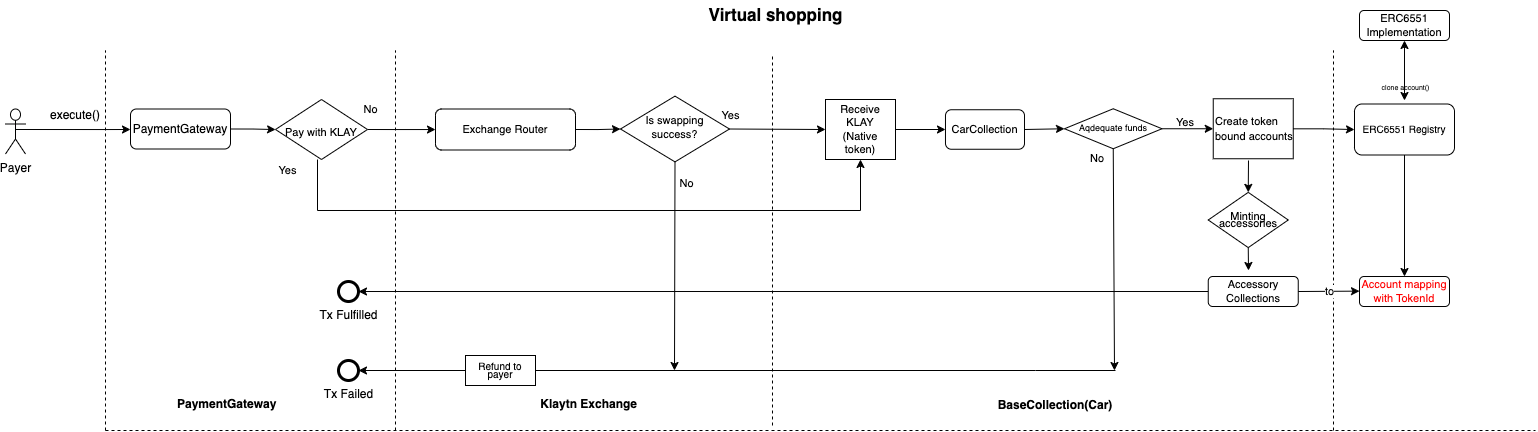 Virtual shopping
ERC6551
Implementation
execute()
PaymentGateway
Pay with KLAY
No
Yes
Exchange Router
Is swapping
success?
Yes
No
Receive
KLAY
(Native
token)
CarCollection
Aqdequate funds
Yes
No
Create token
bound accounts
clone account()
ERC6551 Registry
Payer
Minting
accessories
Accessory
Collections
to
Account mapping
with TokenId
Tx Fulfilled
Refund to
payer
Tx Failed
PaymentGateway
Klaytn Exchange
BaseCollection(Car)